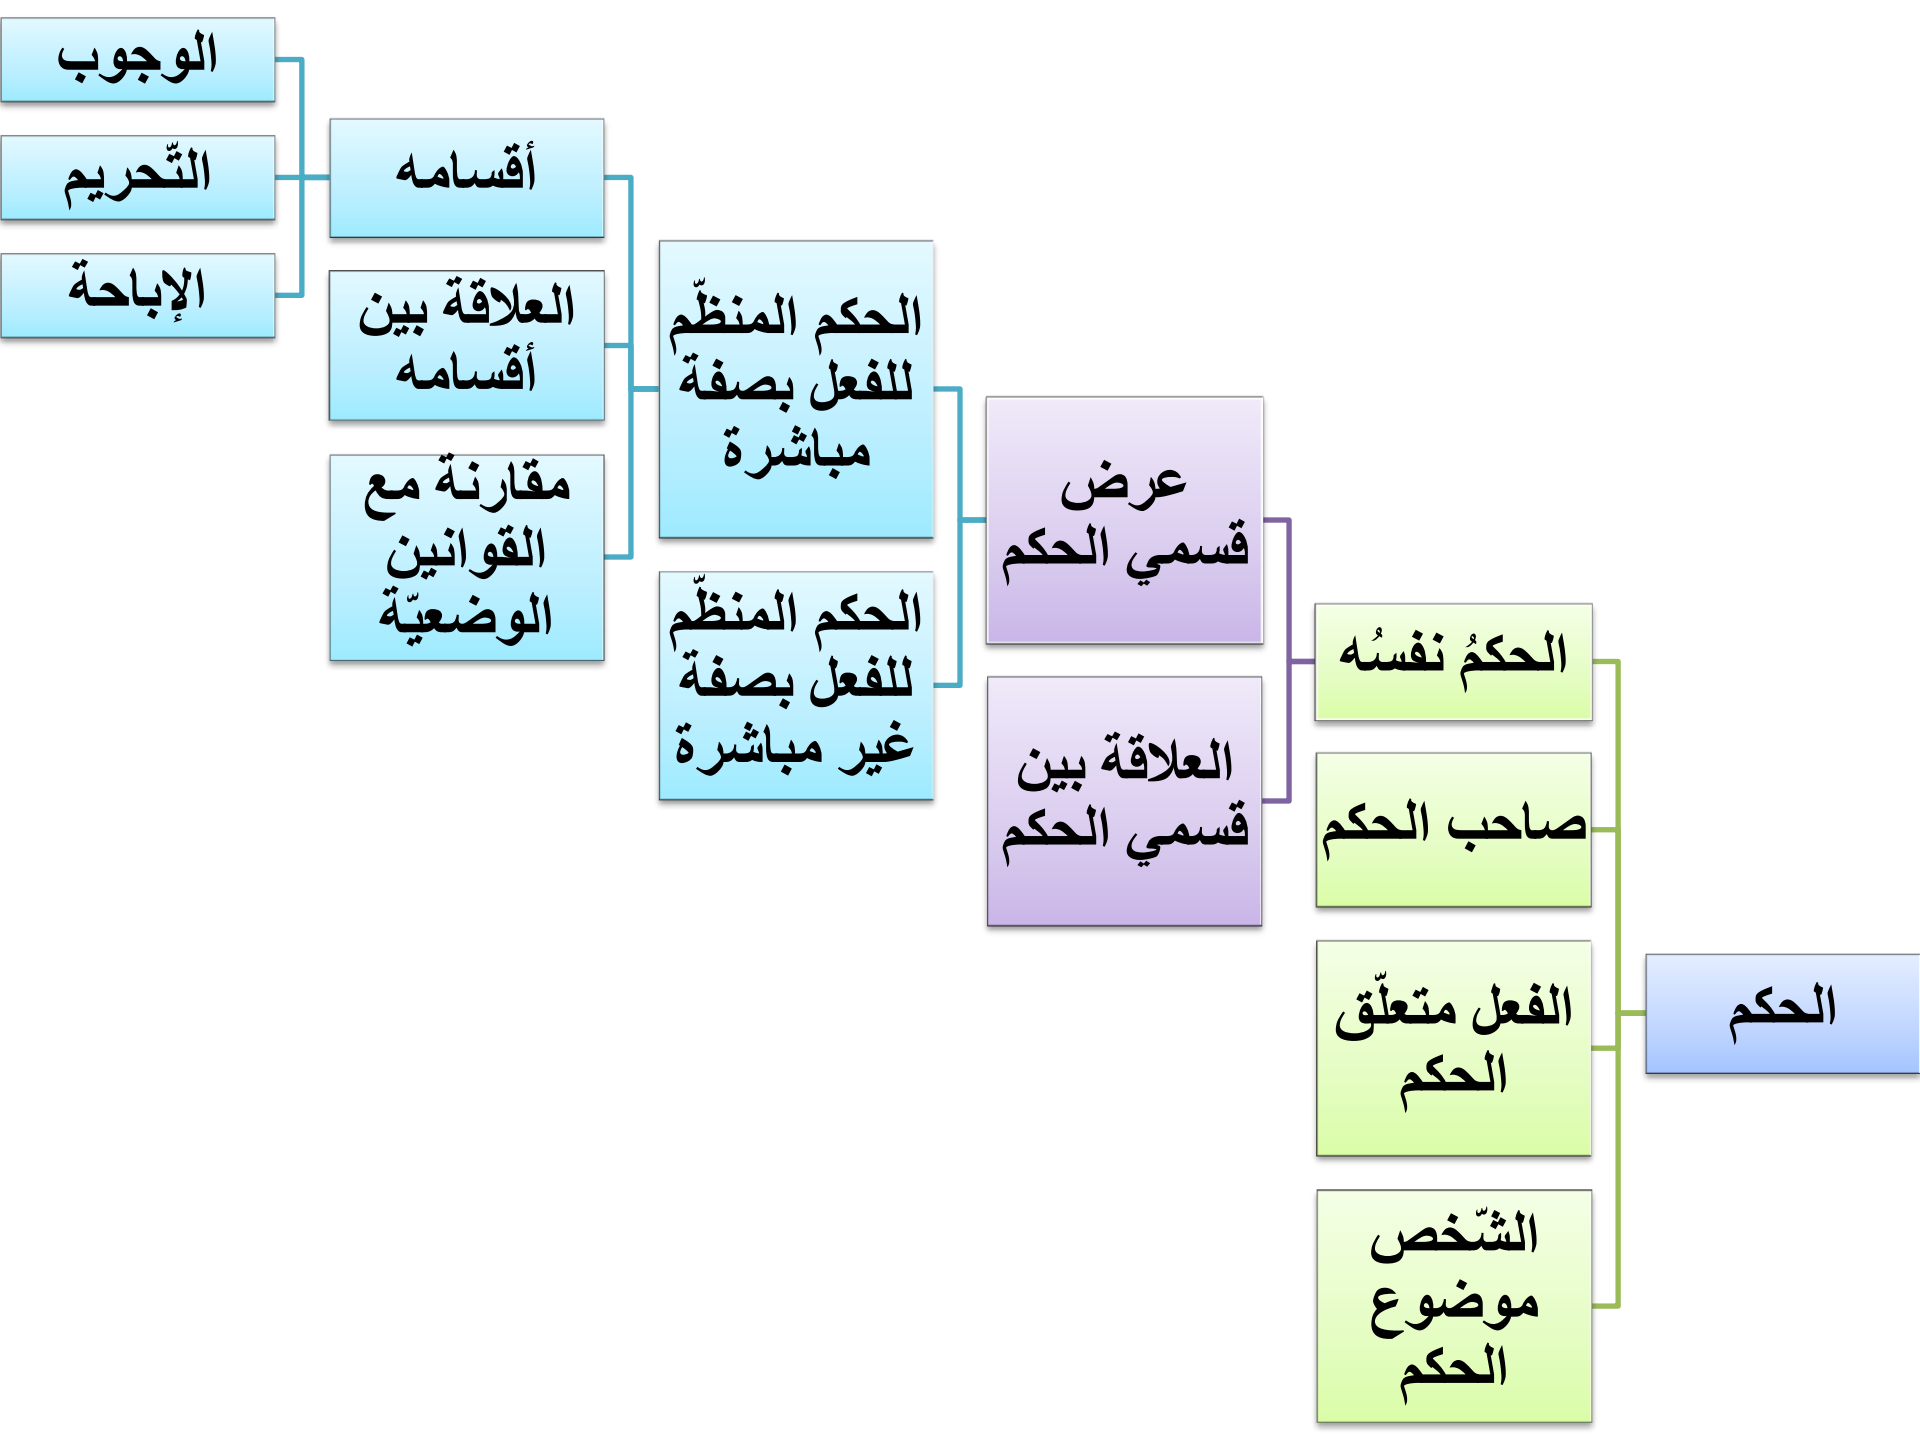 الحكم
الحكمُ نفسُه
صاحب الحكم
الفعل متعلّق
الحكم
الشّخص
موضوع
الحكم
عرض
قسمي الحكم
العلاقة بين
قسمي الحكم
الحكم المنظّم
للفعل بصفة
مباشرة
الحكم المنظّم
للفعل بصفة
غير مباشرة
أقسامه
العلاقة بين
أقسامه
مقارنة مع
القوانين
الوضعيّة
الوجوب
التّحريم
الإباحة